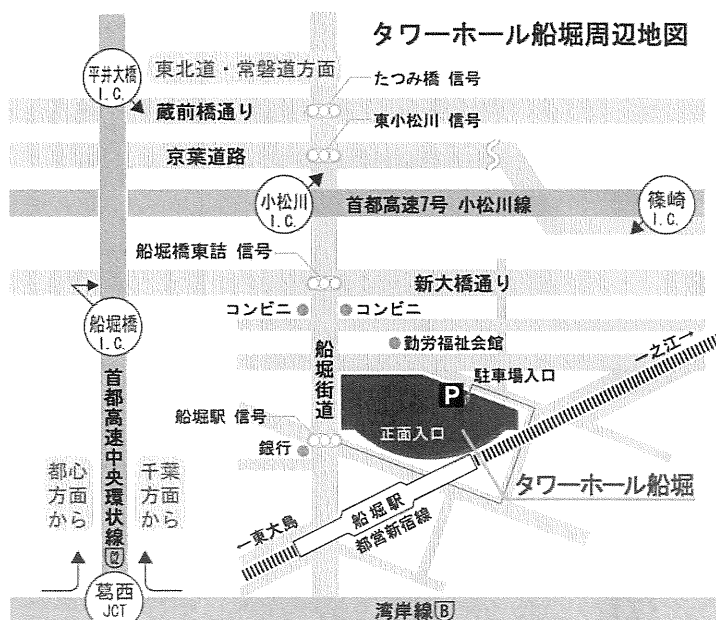 タワーホール船堀周辺地図
平井大橋
I.C.
東北道・常磐道方面
たつみ橋 信号
蔵前橋通り
東小松川 信号
京葉道路
小松川
I.C.
首都高速7号 小松川線
篠崎
I.C.
船堀橋東詰 信号
新大橋通り
コンビニ
コンビニ
船堀橋
I.C.
勤労福祉会館
船堀街道
一之江→
駐車場入口
P
船堀駅 信号
正面入口
銀行
首都高速中央環状線
C2
タワーホール船堀
都心方面から
千葉方面から
船堀駅
都営新宿線
←東大島
葛西
JCT
湾岸線B